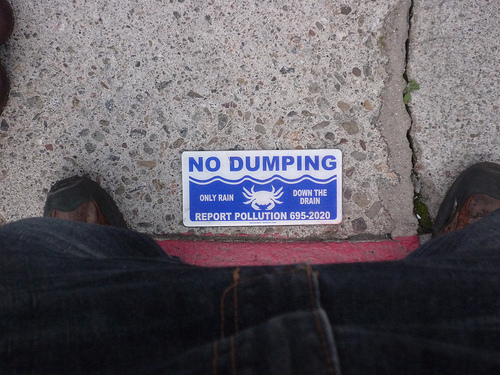 NO DUMPING
ONLY RAIN DOWN THE DRAIN
REPORT POLLUTION 695-2020